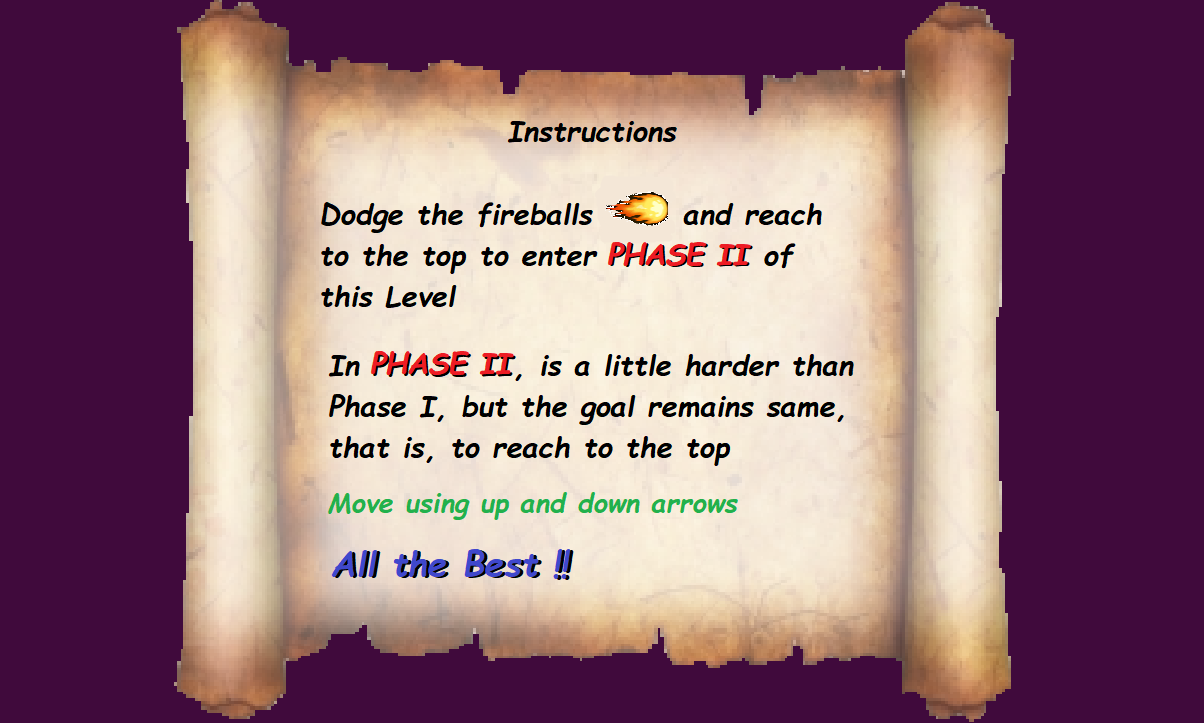 Instructions
Dodge the fireballs and reach
to the top to enter PHASE II of
this Level
In PHASE II, is a little harder than
Phase I, but the goal remains same,
that is, to reach to the top
Move using up and down arrows
All the Best !!